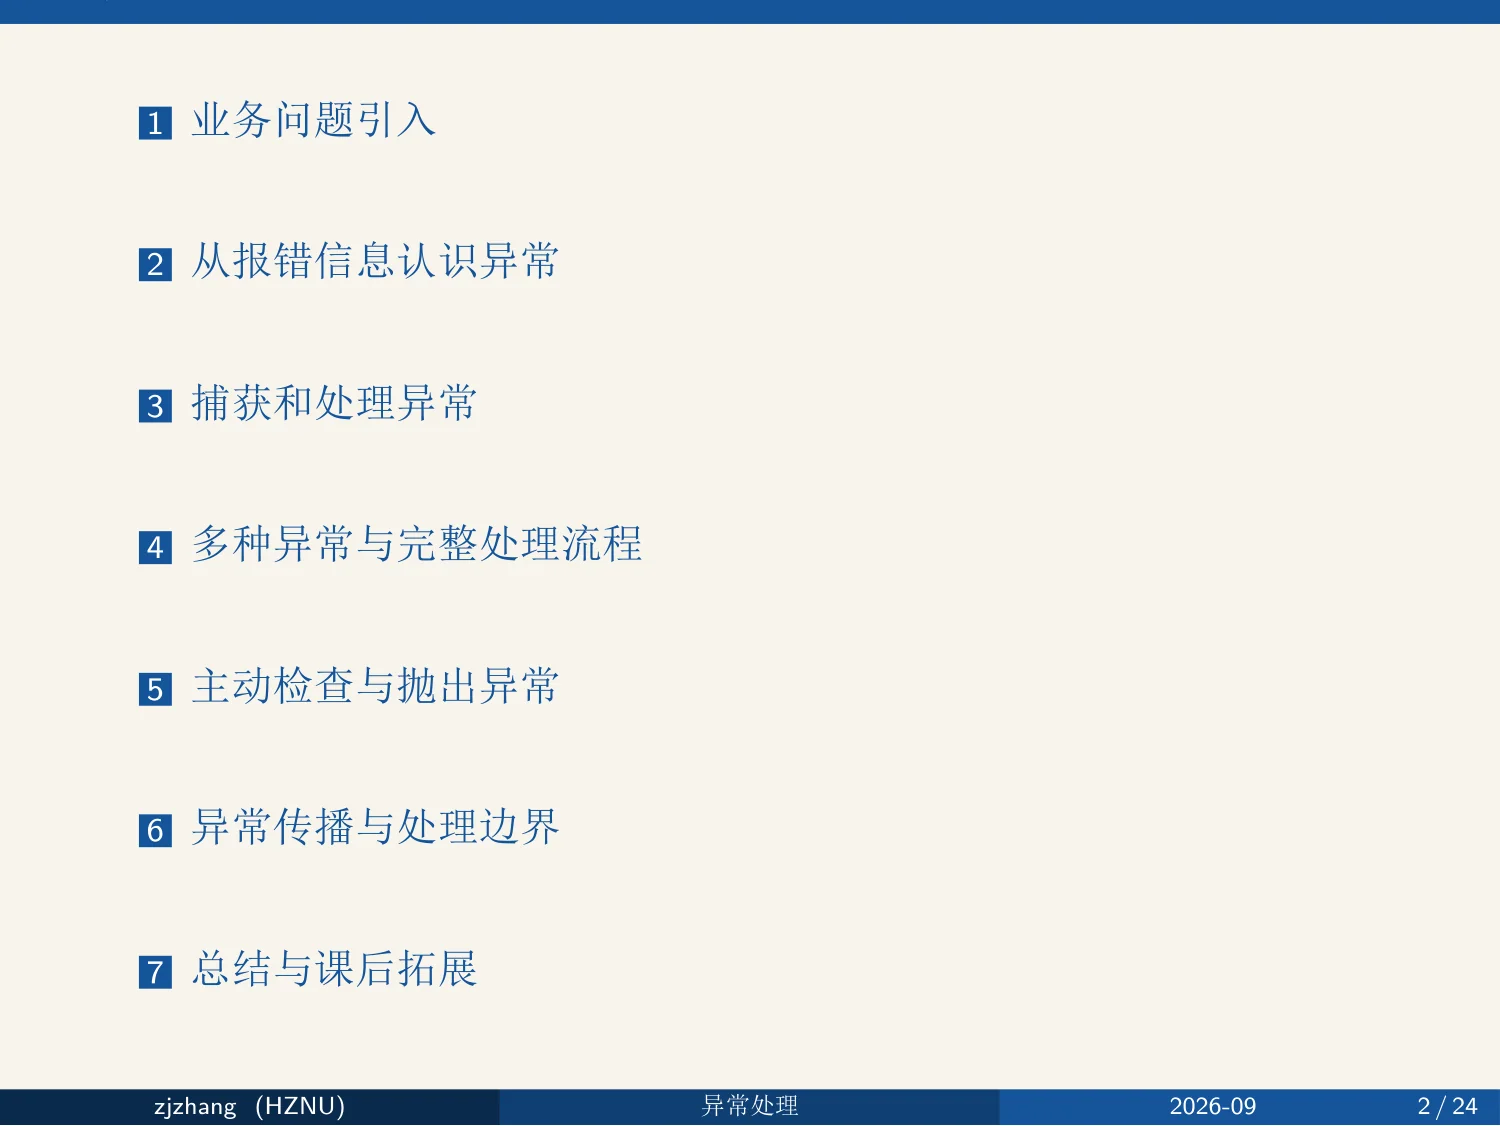 1 业务问题引入
2 从报错信息认识异常
3 捕获和处理异常
4 多种异常与完整处理流程
5 主动检查与抛出异常
6 异常传播与处理边界
7 总结与课后拓展
zjzhang (HZNU) 异常处理 2026-09 2 / 24